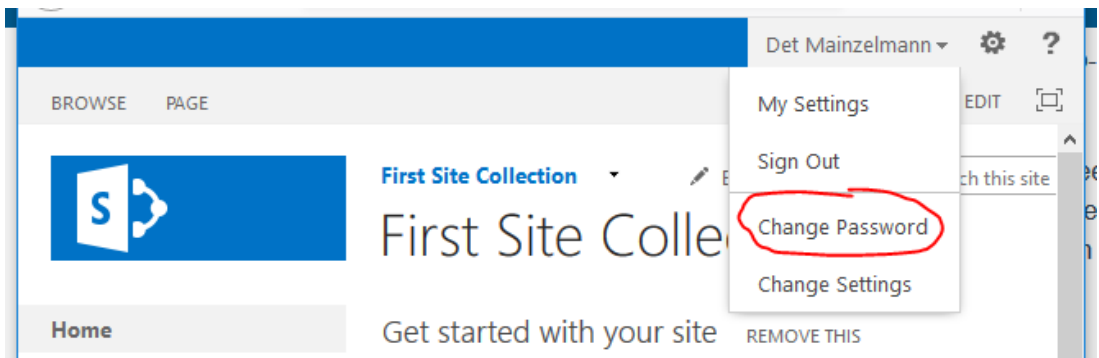 Det Mainzelmann
?
BROWSE PAGE
EDIT
My Settings
Sign Out
Change Password
Change Settings
S
First Site Collection
ch this site
First Site Colle
Home
Get started with your site REMOVE THIS